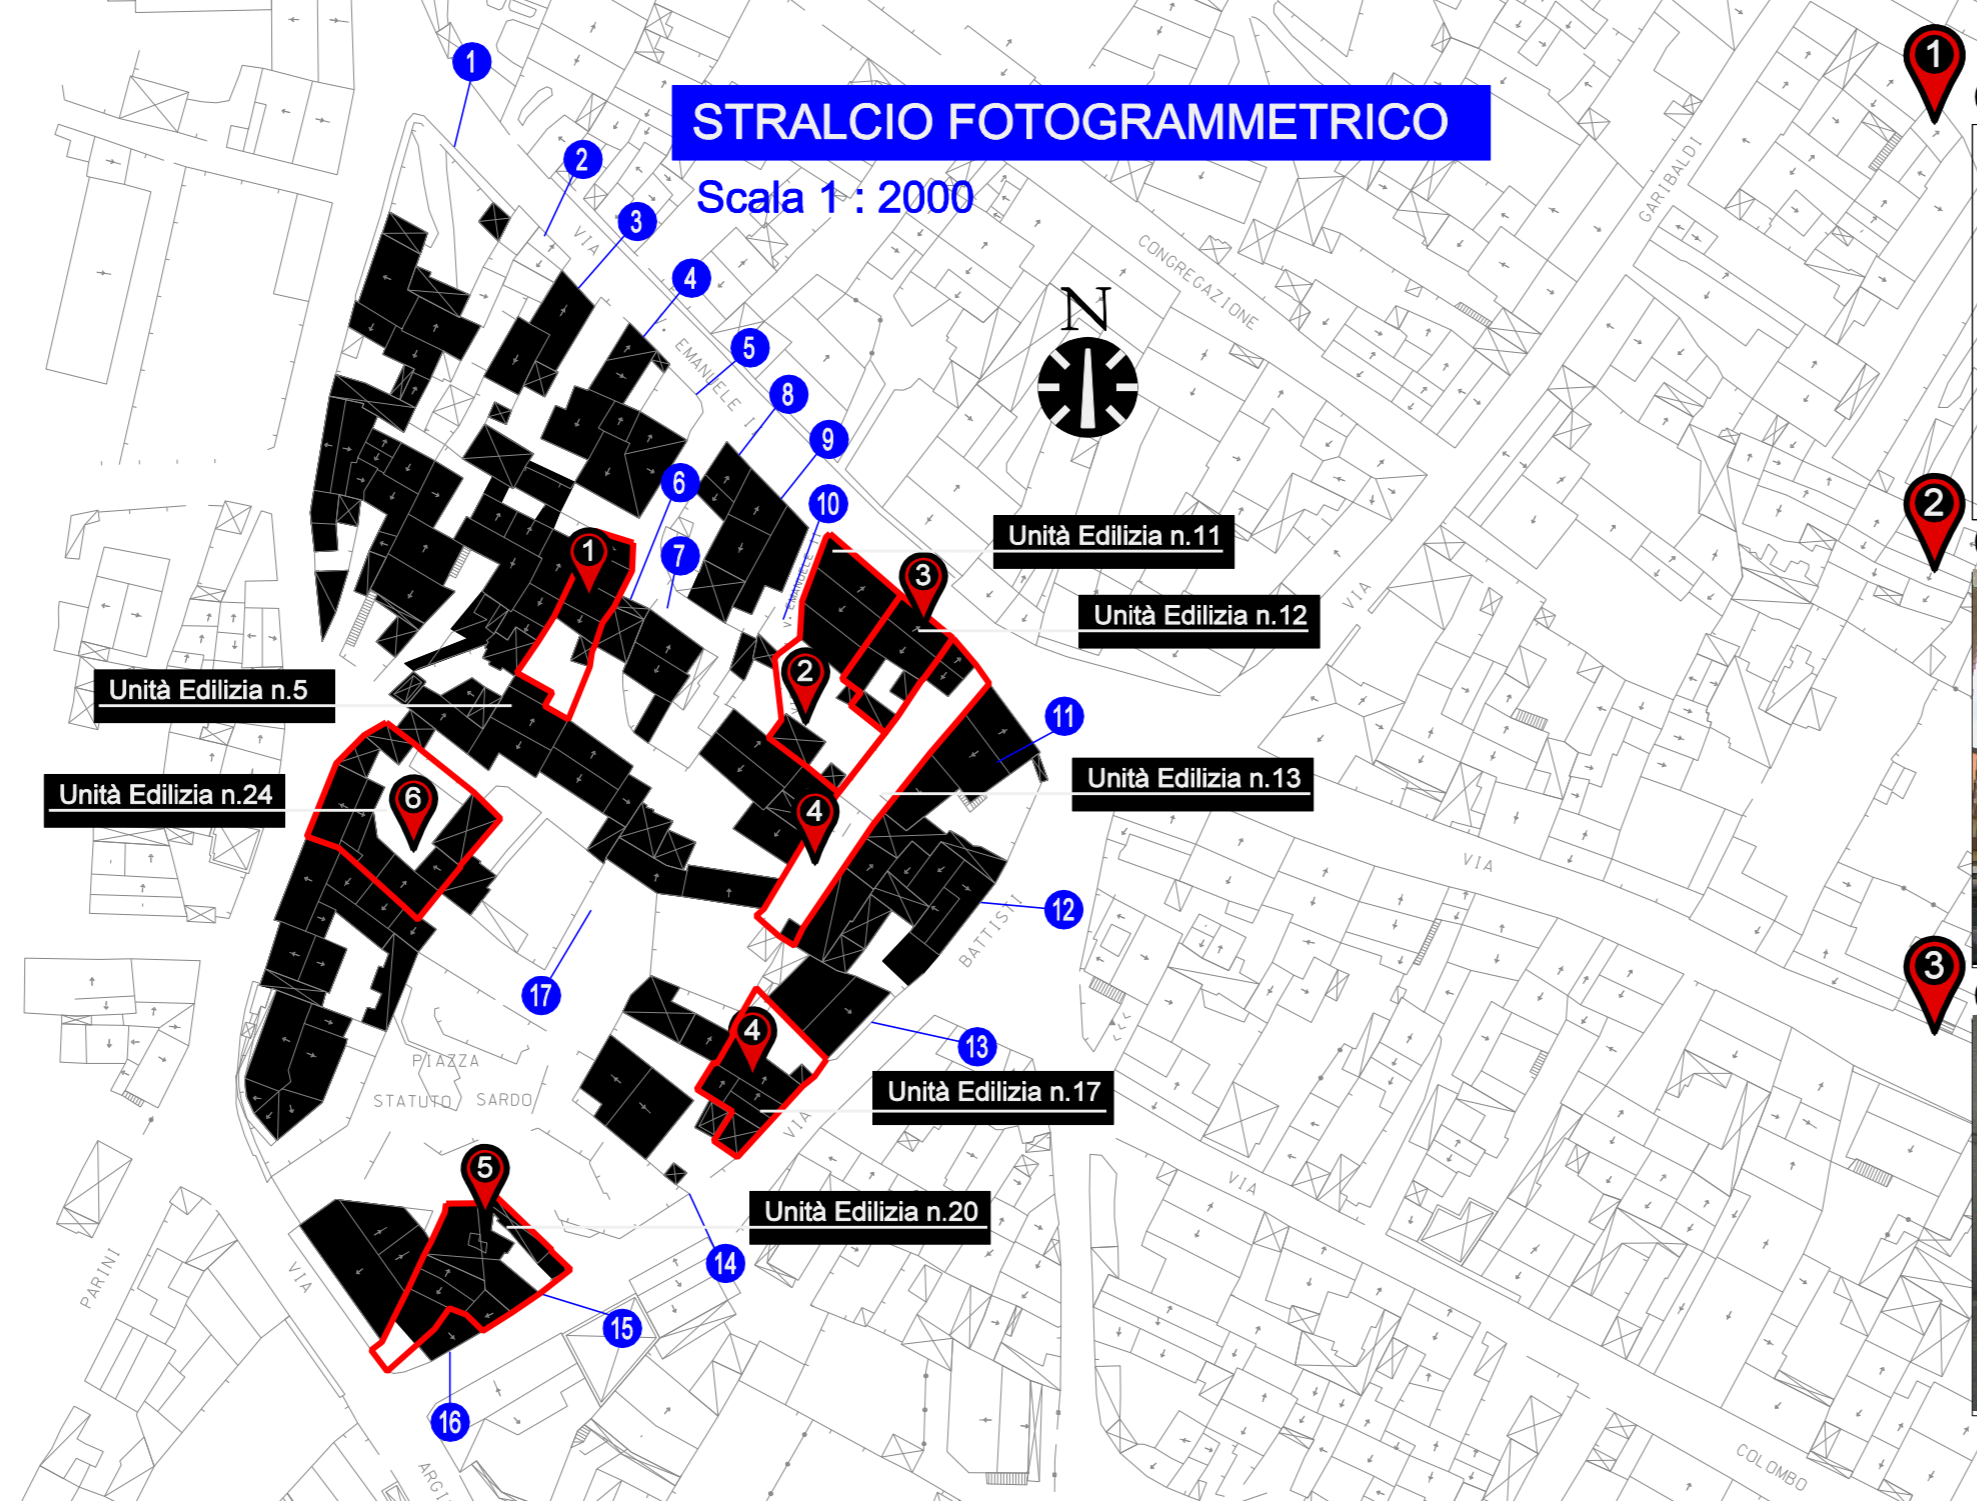 STRALCIO FOTOGRAMMETRICO
Scala 1 : 2000
1
2
3
4
5
8
9
6
10
7
11
12
13
14
15
16
17
N
VIA
EMANUELE II
V. EMANUELE II
CONGREGAZIONE
GARIBALDI
VIA
VIA
BATTISTI
VIA
VIA
COLOMBO
PIAZZA
STATUTO SARDO
VIA
PARINI
Unità Edilizia n.11
Unità Edilizia n.12
Unità Edilizia n.5
Unità Edilizia n.24
Unità Edilizia n.13
Unità Edilizia n.17
Unità Edilizia n.20
1
2
3
4
4
5
6
1
2
3